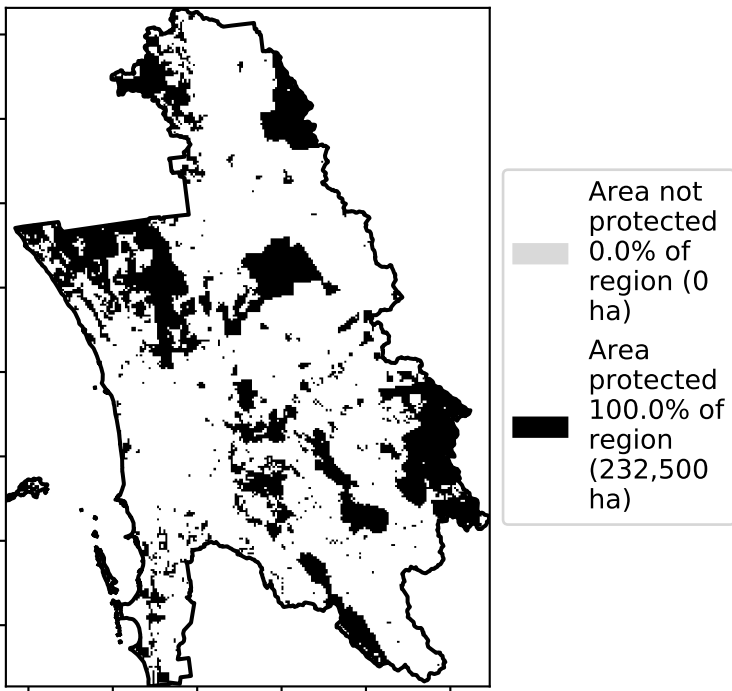 Area not
protected
0.0% of
region (0
ha)
Area
protected
100.0% of
region
(232,500
ha)